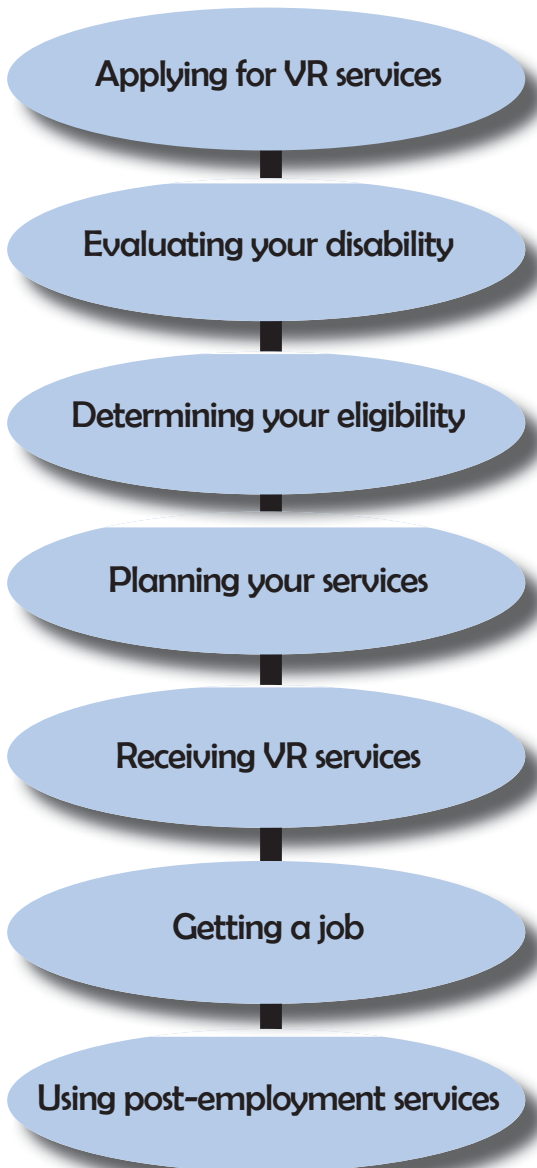 Applying for VR services
Evaluating your disability
Determining your eligibility
Planning your services
Receiving VR services
Getting a job
Using post-employment services